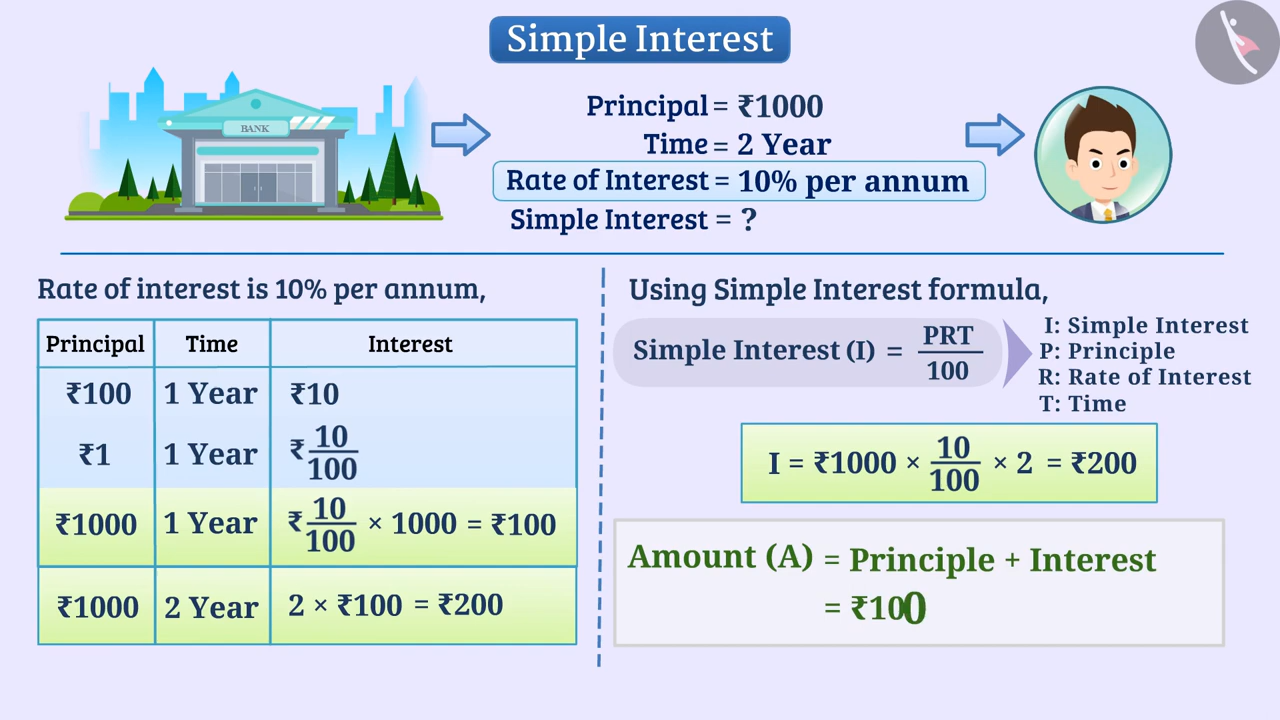 Simple Interest
BANK
Principal = ₹1000
Time = 2 Year
Rate of Interest = 10% per annum
Simple Interest = ?
Rate of interest is 10% per annum,
Principal Time Interest
₹100 1 Year ₹10
₹1 1 Year ₹ 10/100
₹1000 1 Year ₹ 10/100 × 1000 = ₹100
₹1000 2 Year 2 × ₹100 = ₹200
Using Simple Interest formula,
Simple Interest (I) = PRT/100
I: Simple Interest
P: Principle
R: Rate of Interest
T: Time
I = ₹1000 × 10/100 × 2 = ₹200
Amount (A) = Principle + Interest
= ₹100